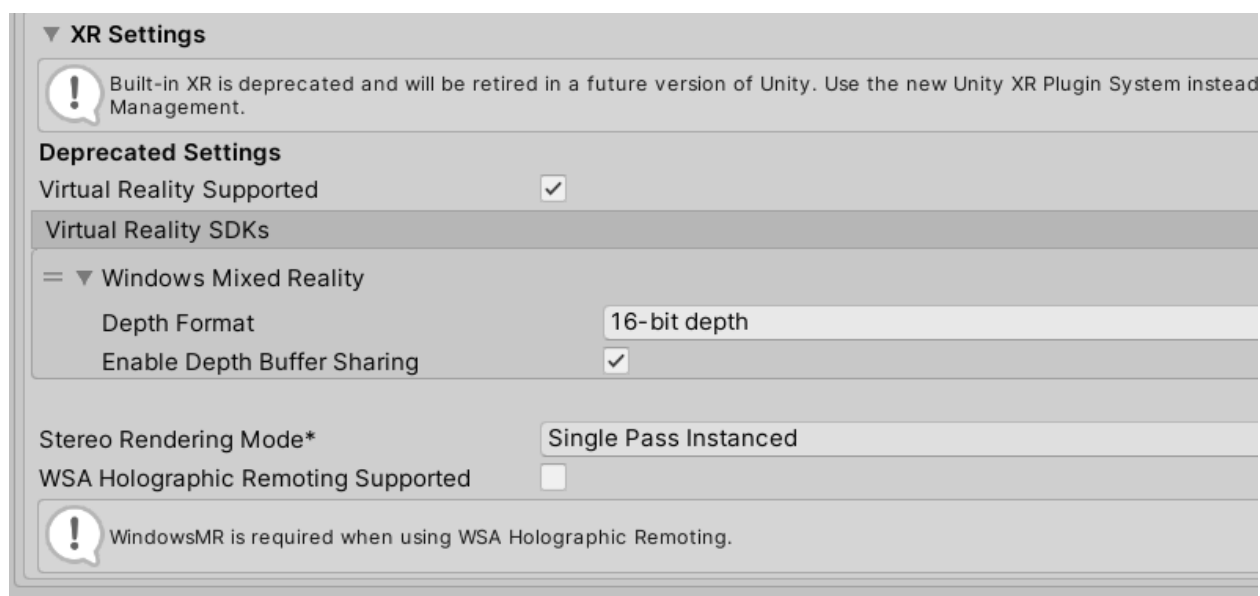 XR Settings
Built-in XR is deprecated and will be retired in a future version of Unity. Use the new Unity XR Plugin System instead
Management.
Deprecated Settings
Virtual Reality Supported
Virtual Reality SDKs
Windows Mixed Reality
Depth Format 16-bit depth
Enable Depth Buffer Sharing
Stereo Rendering Mode* Single Pass Instanced
WSA Holographic Remoting Supported
WindowsMR is required when using WSA Holographic Remoting.